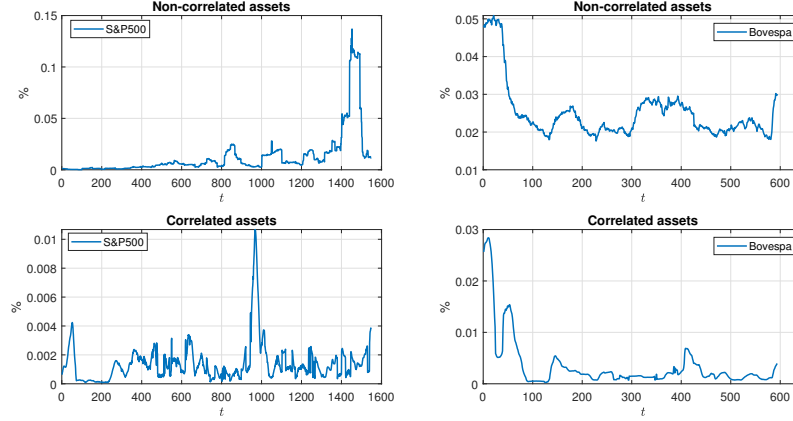 Non-correlated assets
S&P500
0.15
0.1
0.05
0
%
0 200 400 600 800 1000 1200 1400 1600
t
Non-correlated assets
Bovespa
0.05
0.04
0.03
0.02
0.01
%
0 100 200 300 400 500 600
t
Correlated assets
S&P500
0.01
0.008
0.006
0.004
0.002
0
%
0 200 400 600 800 1000 1200 1400 1600
t
Correlated assets
Bovespa
0.03
0.02
0.01
0
%
0 100 200 300 400 500 600
t